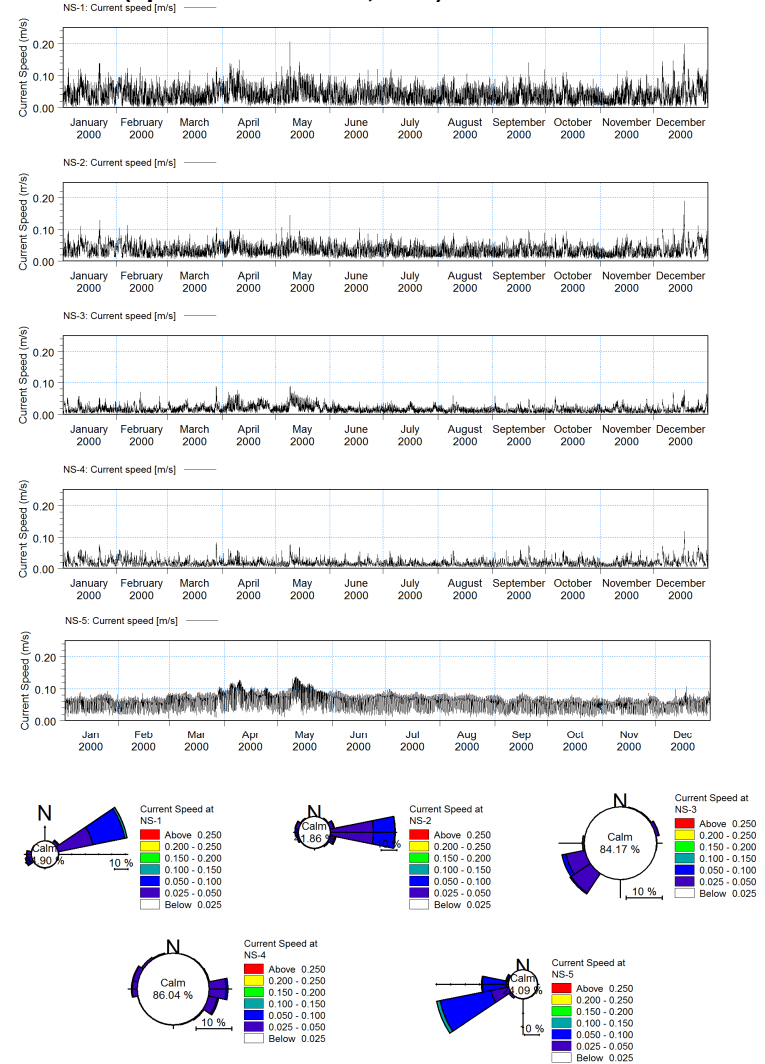 NS-1: Current speed [m/s]
Current Speed (m/s)
0.20
0.10
0.00
January February March April May June July August September October November December
2000 2000 2000 2000 2000 2000 2000 2000 2000 2000 2000 2000
NS-2: Current speed [m/s]
Current Speed (m/s)
0.20
0.10
0.00
January February March April May June July August September October November December
2000 2000 2000 2000 2000 2000 2000 2000 2000 2000 2000 2000
NS-3: Current speed [m/s]
Current Speed (m/s)
0.20
0.10
0.00
January February March April May June July August September October November December
2000 2000 2000 2000 2000 2000 2000 2000 2000 2000 2000 2000
NS-4: Current speed [m/s]
Current Speed (m/s)
0.20
0.10
0.00
January February March April May June July August September October November December
2000 2000 2000 2000 2000 2000 2000 2000 2000 2000 2000 2000
NS-5: Current speed [m/s]
Current Speed (m/s)
0.20
0.10
0.00
Jan Feb Mar Apr May Jun Jul Aug Sep Oct Nov Dec
2000 2000 2000 2000 2000 2000 2000 2000 2000 2000 2000 2000
N
Calm
10 %
Current Speed at
NS-1
Above 0.250
0.200 - 0.250
0.150 - 0.200
0.100 - 0.150
0.050 - 0.100
0.025 - 0.050
Below 0.025
N
Calm
Current Speed at
NS-2
Above 0.250
0.200 - 0.250
0.150 - 0.200
0.100 - 0.150
0.050 - 0.100
0.025 - 0.050
Below 0.025
N
Calm
84.17 %
10 %
Current Speed at
NS-3
Above 0.250
0.200 - 0.250
0.150 - 0.200
0.100 - 0.150
0.050 - 0.100
0.025 - 0.050
Below 0.025
N
Calm
86.04 %
10 %
Current Speed at
NS-4
Above 0.250
0.200 - 0.250
0.150 - 0.200
0.100 - 0.150
0.050 - 0.100
0.025 - 0.050
Below 0.025
N
Calm
Current Speed at
NS-5
Above 0.250
0.200 - 0.250
0.150 - 0.200
0.100 - 0.150
0.050 - 0.100
0.025 - 0.050
Below 0.025